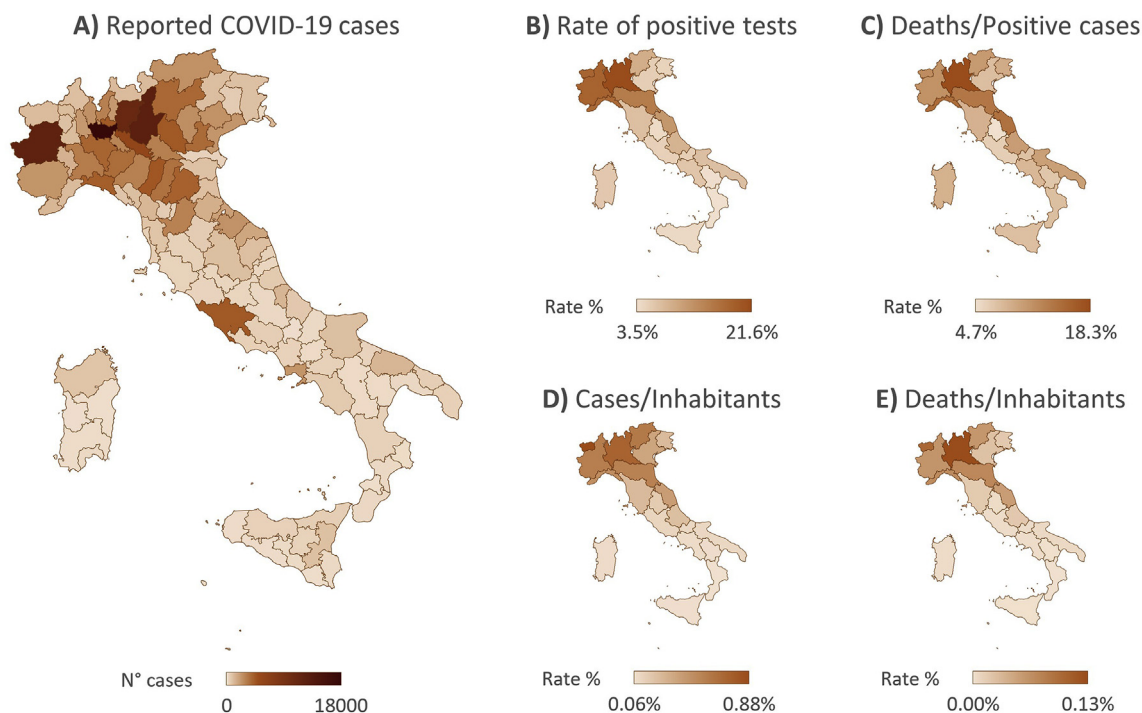 A) Reported COVID-19 cases
N° cases
0 18000
B) Rate of positive tests
Rate %
3.5% 21.6%
C) Deaths/Positive cases
Rate %
4.7% 18.3%
D) Cases/Inhabitants
Rate %
0.06% 0.88%
E) Deaths/Inhabitants
Rate %
0.00% 0.13%